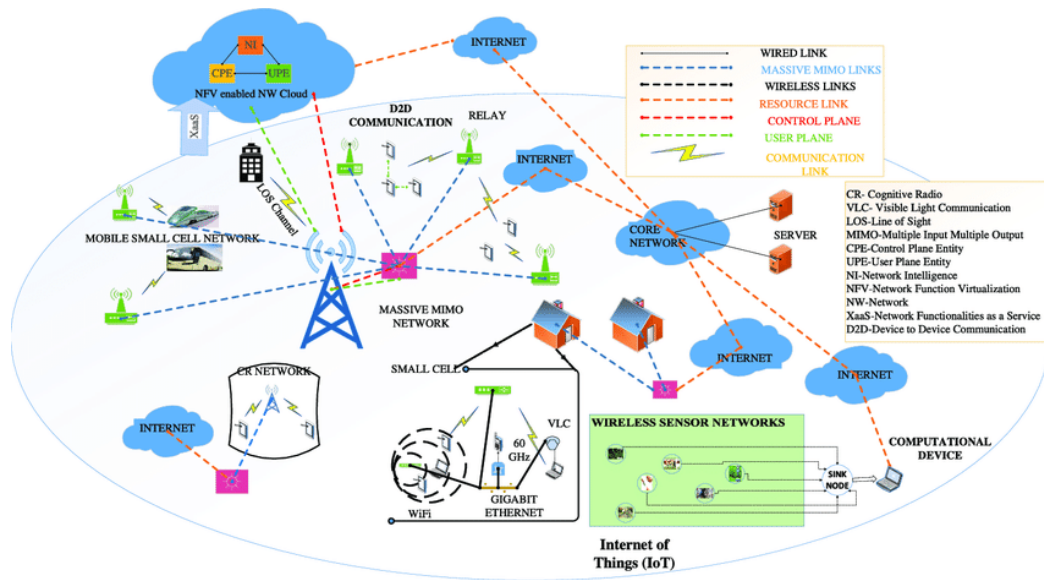 INTERNET
NI
CPE
UPE
NFV enabled NW Cloud
XaaS
WIRED LINK
MASSIVE MIMO LINKS
WIRELESS LINKS
RESOURCE LINK
CONTROL PLANE
USER PLANE
COMMUNICATION
LINK
D2D
COMMUNICATION
RELAY
INTERNET
LOS Channel
MOBILE SMALL CELL NETWORK
CORE
NETWORK
SERVER
CR- Cognitive Radio
VLC- Visible Light Communication
LOS-Line of Sight
MIMO-Multiple Input Multiple Output
CPE-Control Plane Entity
UPE-User Plane Entity
NI-Network Intelligence
NFV-Network Function Virtualization
NW-Network
XaaS-Network Functionalities as a Service
D2D-Device to Device Communication
MASSIVE MIMO
NETWORK
SMALL CELL
INTERNET
INTERNET
CR NETWORK
INTERNET
60
GHz
VLC
WiFi
GIGABIT
ETHERNET
WIRELESS SENSOR NETWORKS
SINK
NODE
COMPUTATIONAL
DEVICE
Internet of
Things (IoT)